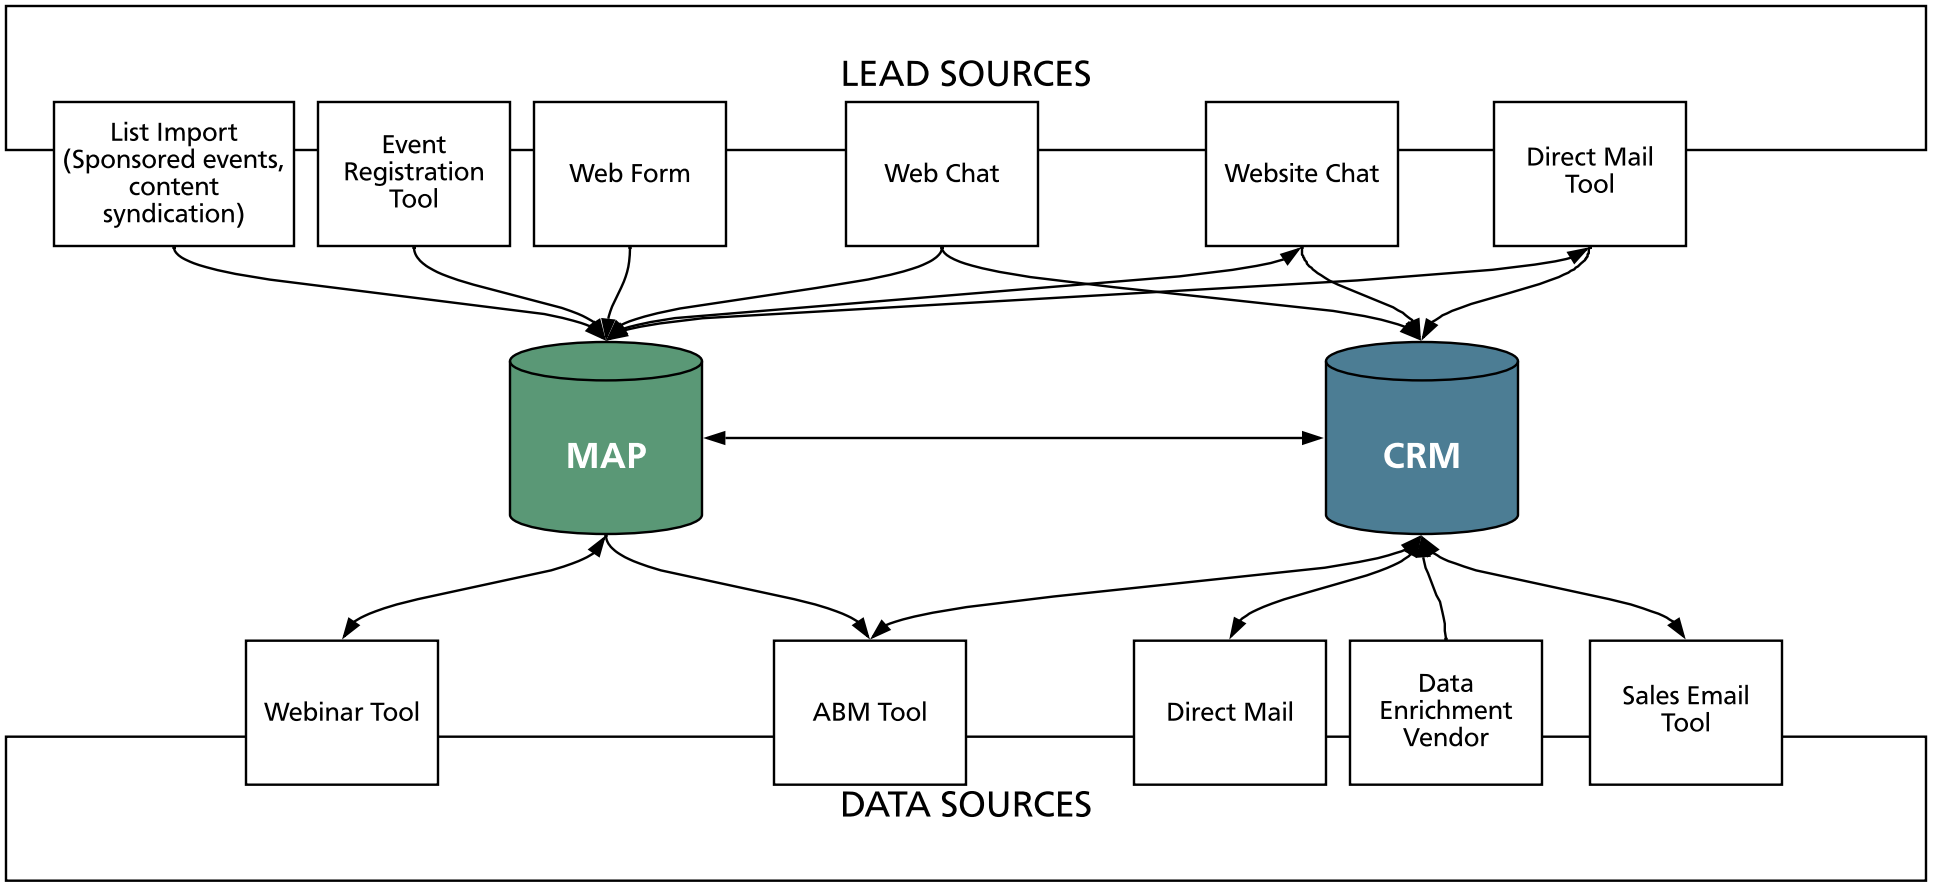 LEAD SOURCES
List Import
(Sponsored events,
content
syndication)
Event
Registration
Tool
Web Form
Web Chat
Website Chat
Direct Mail
Tool
MAP
CRM
Webinar Tool
ABM Tool
Direct Mail
Data
Enrichment
Vendor
Sales Email
Tool
DATA SOURCES